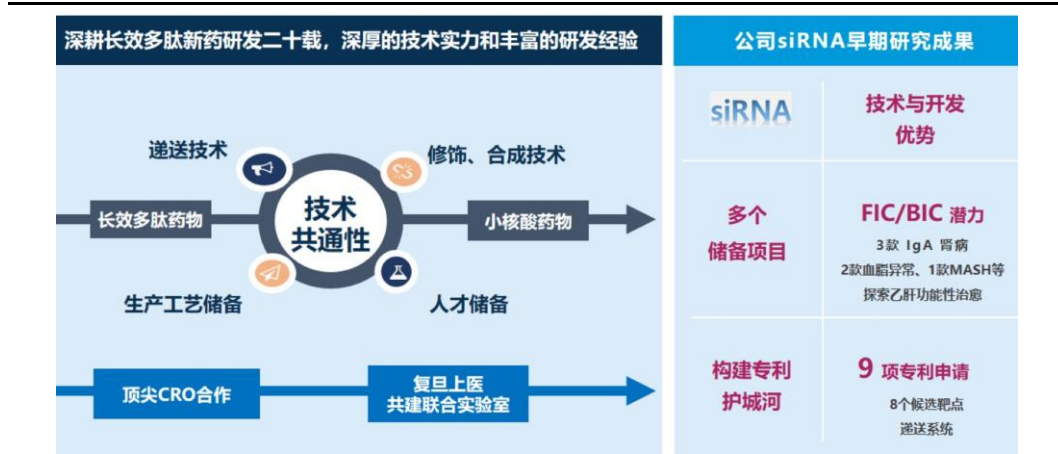 深耕长效多肽新药研发二十载，深厚的技术实力和丰富的研发经验
递送技术
修饰、合成技术
长效多肽药物
技术
共通性
小核酸药物
生产工艺储备
人才储备
顶尖CRO合作
复旦上医
共建联合实验室
公司siRNA早期研究成果
siRNA
技术与开发
优势
多个
储备项目
FIC/BIC 潜力
3款 IgA 肾病
2款血脂异常、1款MASH等
探索乙肝功能性治愈
构建专利
护城河
9 项专利申请
8个候选靶点
递送系统